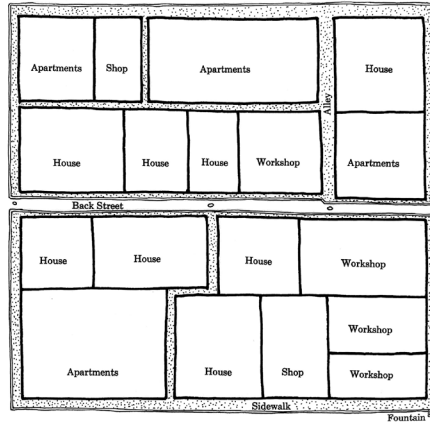 Apartments
Shop
Apartments
House
Alley
House
House
House
Workshop
Apartments
Back Street
House
House
House
Workshop
Workshop
Apartments
House
Shop
Workshop
Sidewalk
Fountain